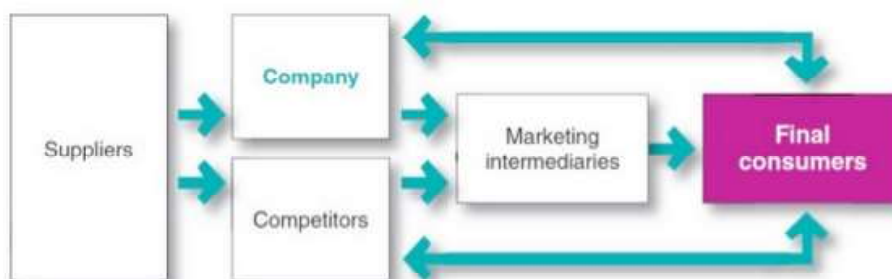 Suppliers
Company
Competitors
Marketing
intermediaries
Final
consumers